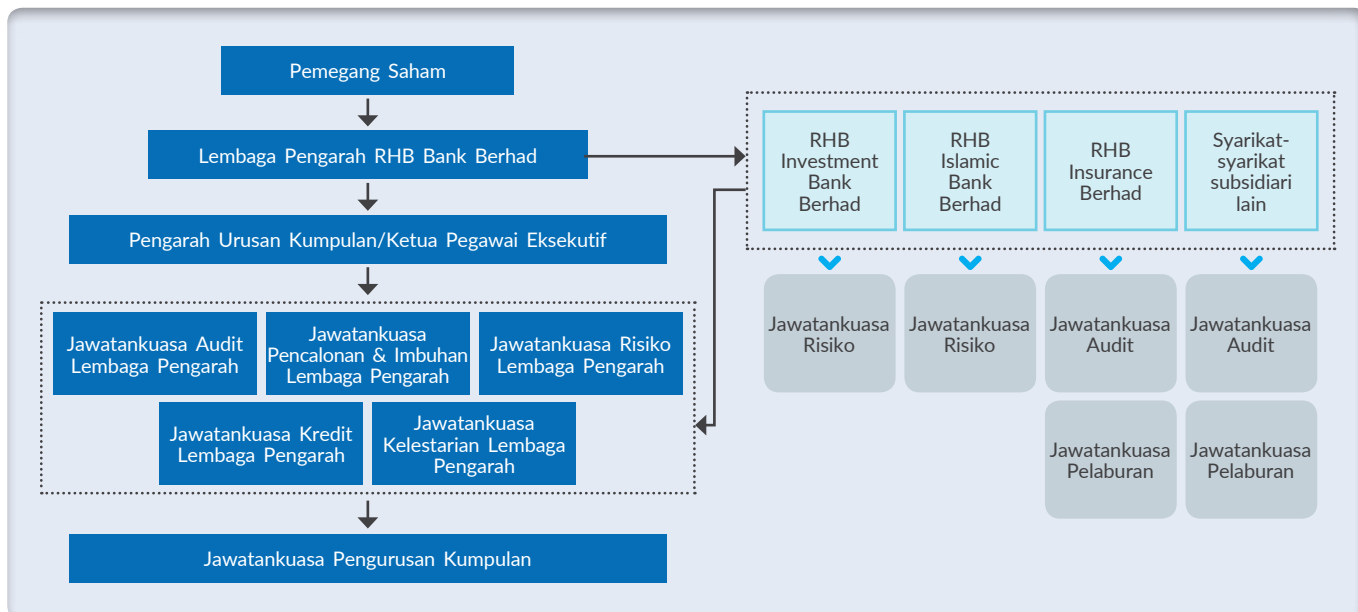 Pemegang Saham
Lembaga Pengarah RHB Bank Berhad
Pengarah Urusan Kumpulan/Ketua Pegawai Eksekutif
Jawatankuasa Audit
Lembaga Pengarah
Jawatankuasa
Pencalonan & Imbuhan
Lembaga Pengarah
Jawatankuasa Risiko
Lembaga Pengarah
Jawatankuasa Kredit
Lembaga Pengarah
Jawatankuasa
Kelestarian Lembaga
Pengarah
Jawatankuasa Pengurusan Kumpulan
RHB
Investment
Bank
Berhad
RHB
Islamic
Bank
Berhad
RHB
Insurance
Berhad
Syarikat-
syarikat
subsidiari
lain
Jawatankuasa
Risiko
Jawatankuasa
Risiko
Jawatankuasa
Audit
Jawatankuasa
Audit
Jawatankuasa
Pelaburan
Jawatankuasa
Pelaburan